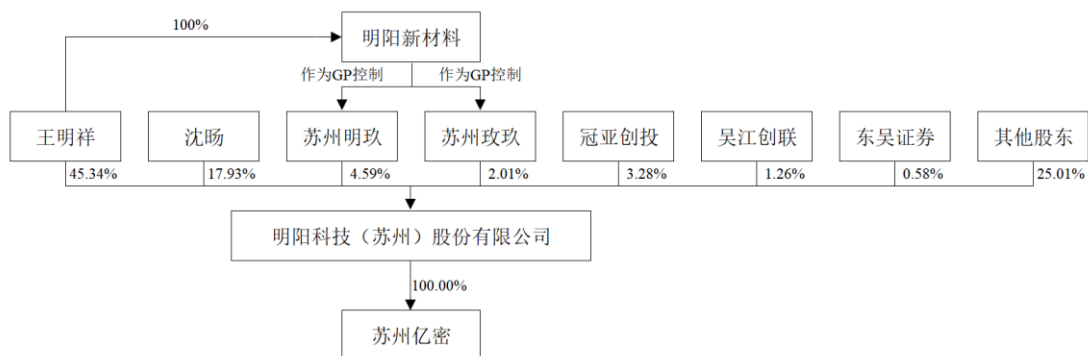 100%
明阳新材料
作为GP控制 作为GP控制
王明祥 沈旸 苏州明玖 苏州玫玖 冠亚创投 吴江创联 东吴证券 其他股东
45.34% 17.93% 4.59% 2.01% 3.28% 1.26% 0.58% 25.01%
明阳科技（苏州）股份有限公司
100.00%
苏州亿密